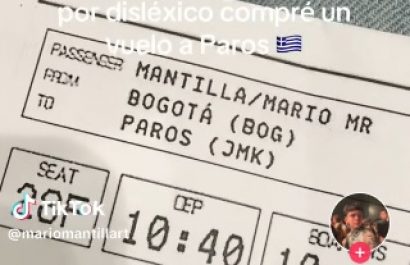 por disléxico compré un
vuelo a Paros 🇬🇷
PASSENGER MANTILLA/MARIO MR
FROM BOGOTÁ (BOG)
TO PAROS (JMK)
SEAT
DEP
10:40
TikTok
@mariomantillart